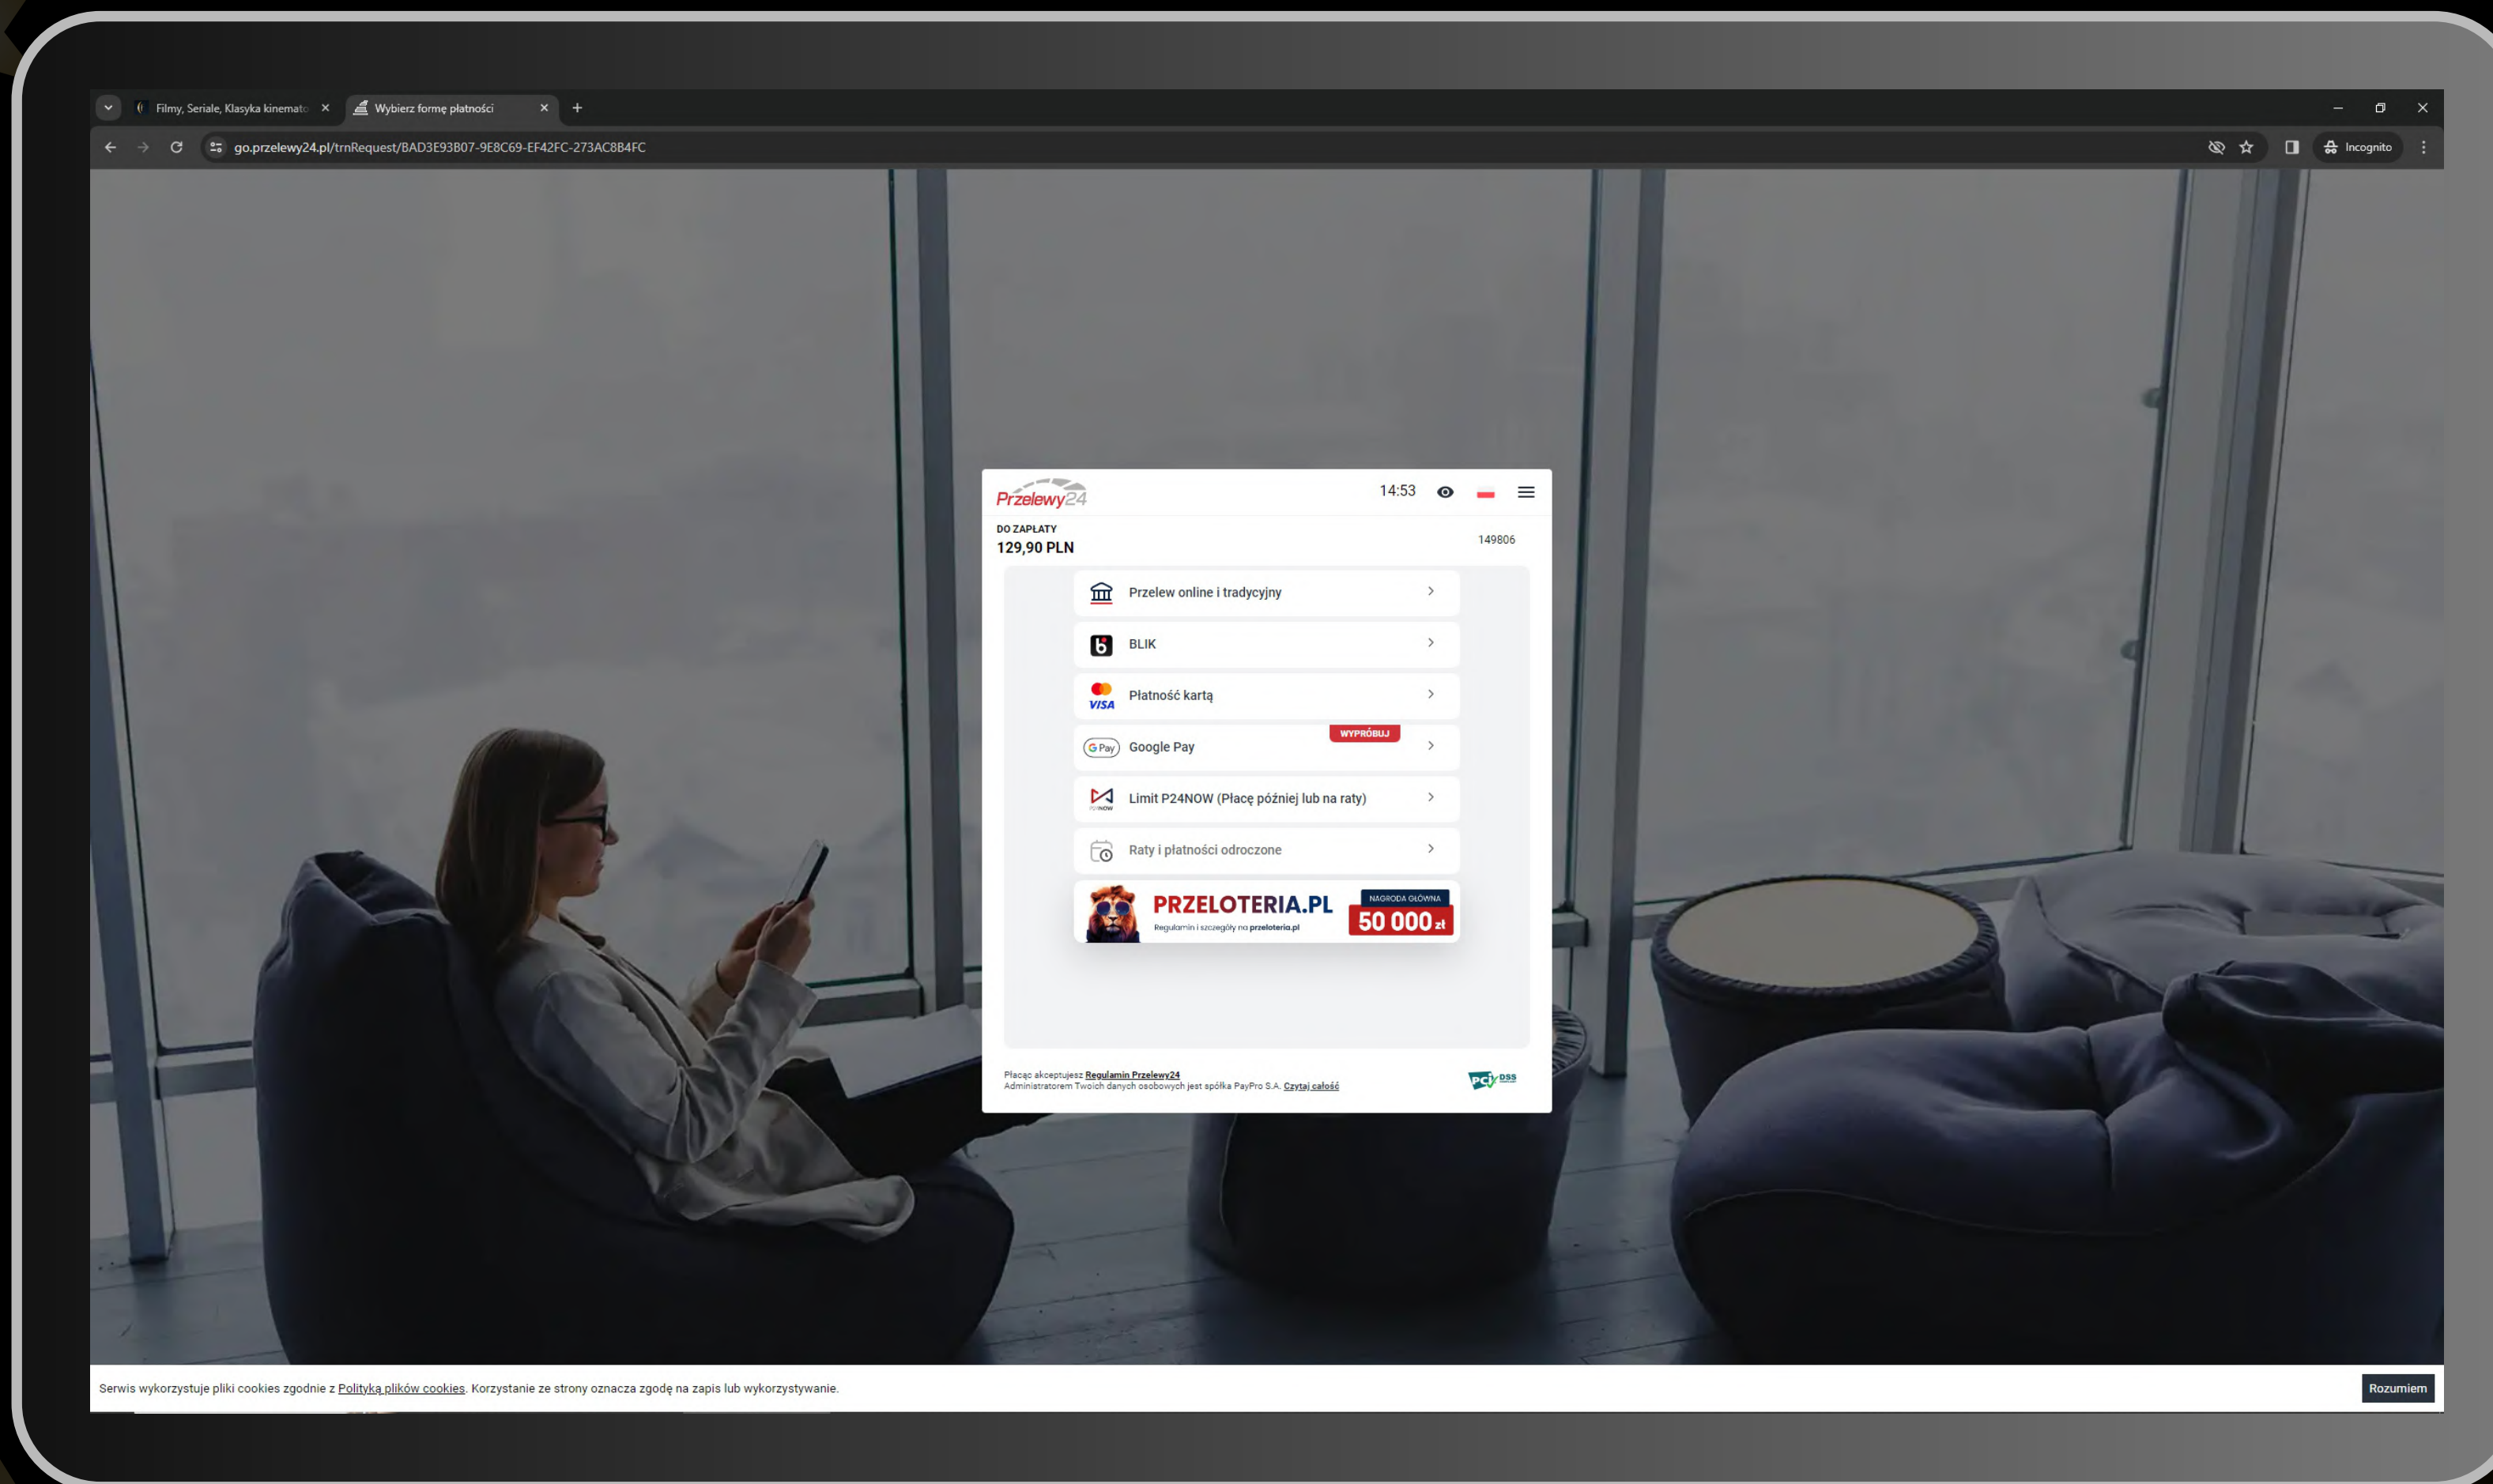 Filmy, Seriale, Klasyka kinemato
Wybierz formę płatności
go.przelewy24.pl/trnRequest/BAD3E93B07-9E8C69-EF42FC-273AC8B4FC
Incognito
Przelewy24
14:53
DO ZAPŁATY
129,90 PLN
149806
Przelew online i tradycyjny
BLIK
VISA
Płatność kartą
G Pay
Google Pay
WYPRÓBUJ
Limit P24NOW (Płacę później lub na raty)
Raty i płatności odroczone
PRZELOTERIA.PL
Regulamin i szczegóły na przeloteria.pl
NAGRODA GŁÓWNA
50 000 zł
Płacąc akceptujesz Regulamin Przelewy24
Administratorem Twoich danych osobowych jest spółka PayPro S.A. Czytaj całość
PCI DSS
Serwis wykorzystuje pliki cookies zgodnie z Polityką plików cookies. Korzystanie ze strony oznacza zgodę na zapis lub wykorzystywanie.
Rozumiem